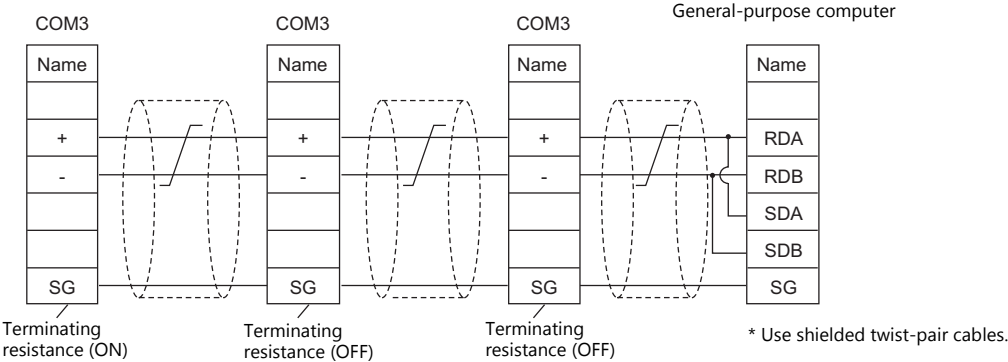 General-purpose computer
COM3 COM3 COM3
Name Name Name Name
+ + + RDA
- - - RDB
SDA
SDB
SG SG SG SG
Terminating Terminating Terminating
resistance (ON) resistance (OFF) resistance (OFF)
* Use shielded twist-pair cables.